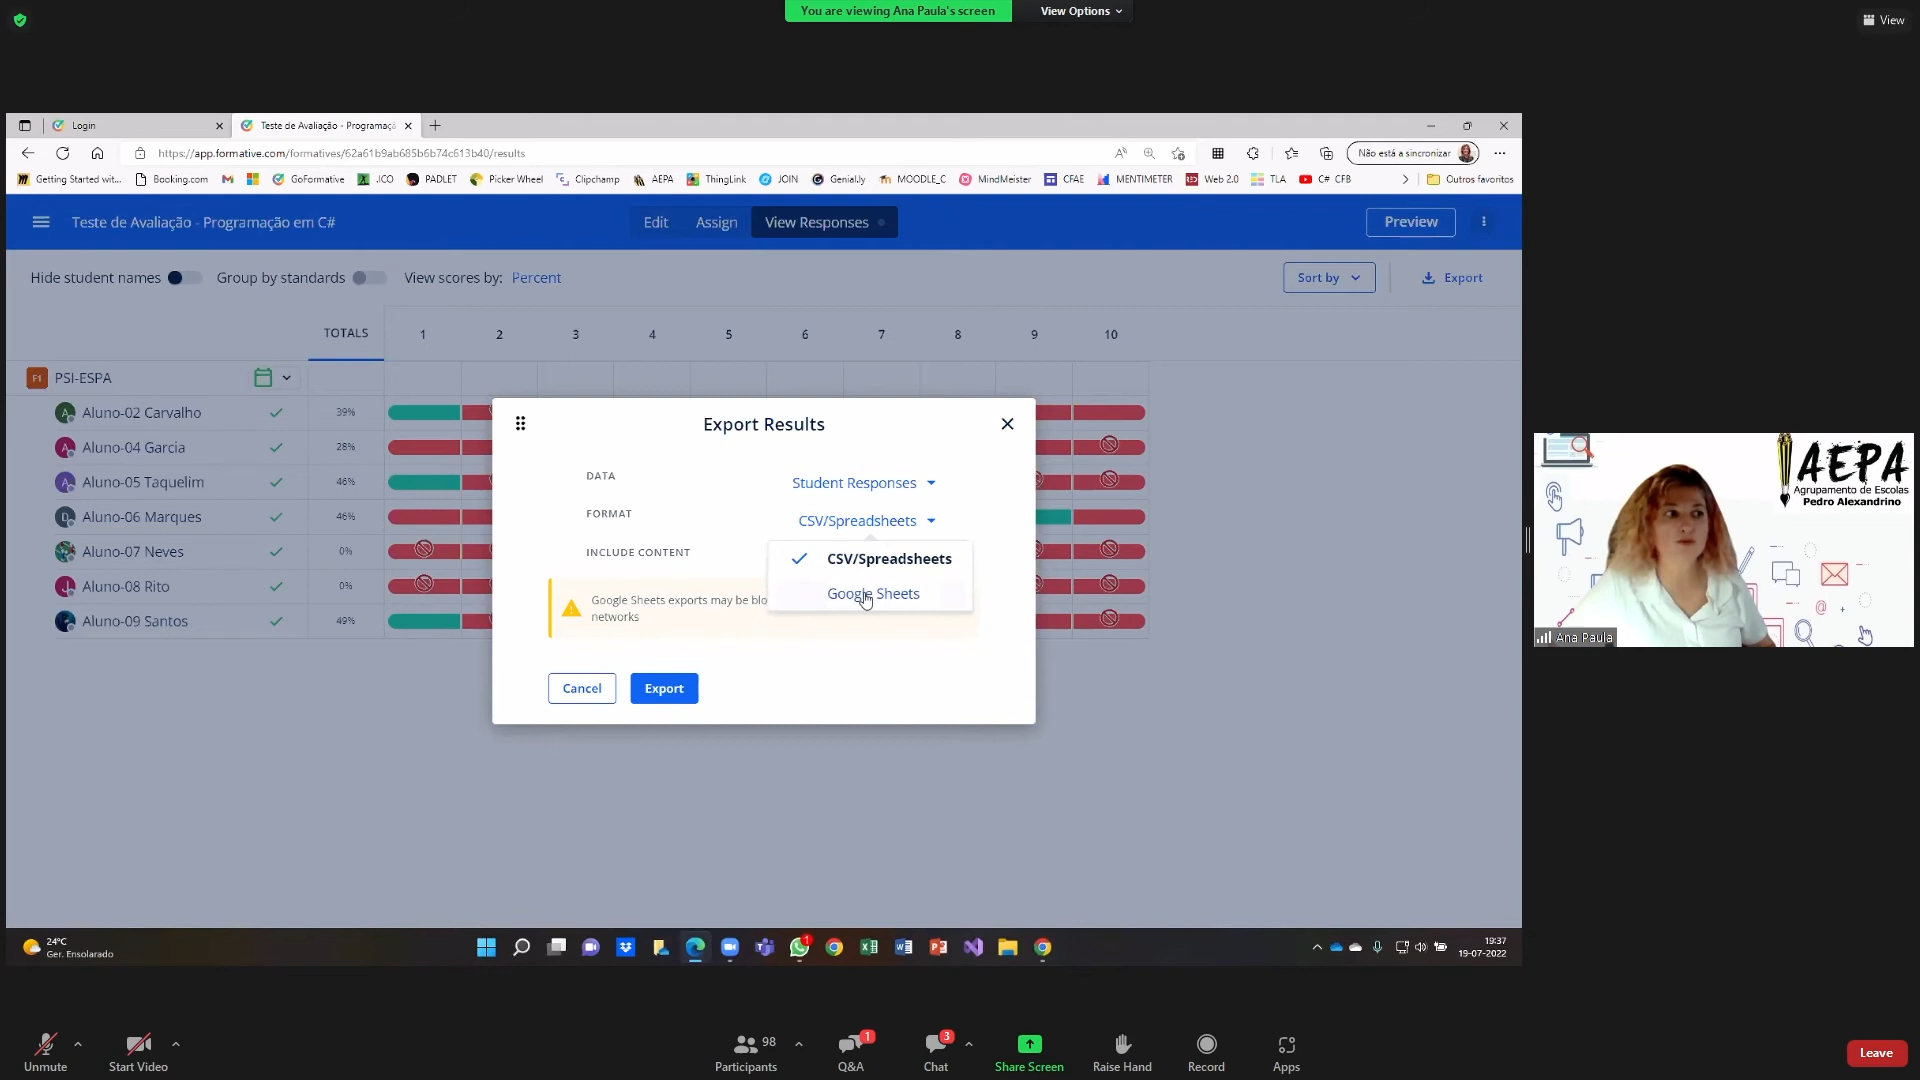 You are viewing Ana Paula's screen
View Options
View
Login
Teste de Avaliação - Programaç
https://app.formative.com/formatives/62a61b9ab685b6b74c613b40/results
Não está a sincronizar
Getting Started wit...
Booking.com
GoFormative
.ICO
PADLET
Picker Wheel
Clipchamp
AEPA
ThingLink
JOIN
Genial.ly
MOODLE_C
MindMeister
CFAE
MENTIMETER
Web 2.0
TLA
C# CFB
Outros favoritos
Teste de Avaliação - Programação em C#
Edit
Assign
View Responses
Preview
Hide student names
Group by standards
View scores by: Percent
Sort by
Export
TOTALS 1 2 3 4 5 6 7 8 9 10
PSI-ESPA
A Aluno-02 Carvalho 39%
A Aluno-04 Garcia 28%
A Aluno-05 Taquelim 46%
Aluno-06 Marques 46%
Aluno-07 Neves 0%
Aluno-08 Rito 0%
Aluno-09 Santos 49%
Export Results
DATA Student Responses
FORMAT CSV/Spreadsheets
INCLUDE CONTENT
CSV/Spreadsheets
Google Sheets
Google Sheets exports may be blo
networks
Cancel
Export
AEPA
Agrupamento de Escolas
Pedro Alexandrino
Ana Paula
24°C
Ger. Ensolarado
1
19:37
19-07-2022
Unmute
Start Video
98
Participants
1
Q&A
3
Chat
Share Screen
Raise Hand
Record
Apps
Leave